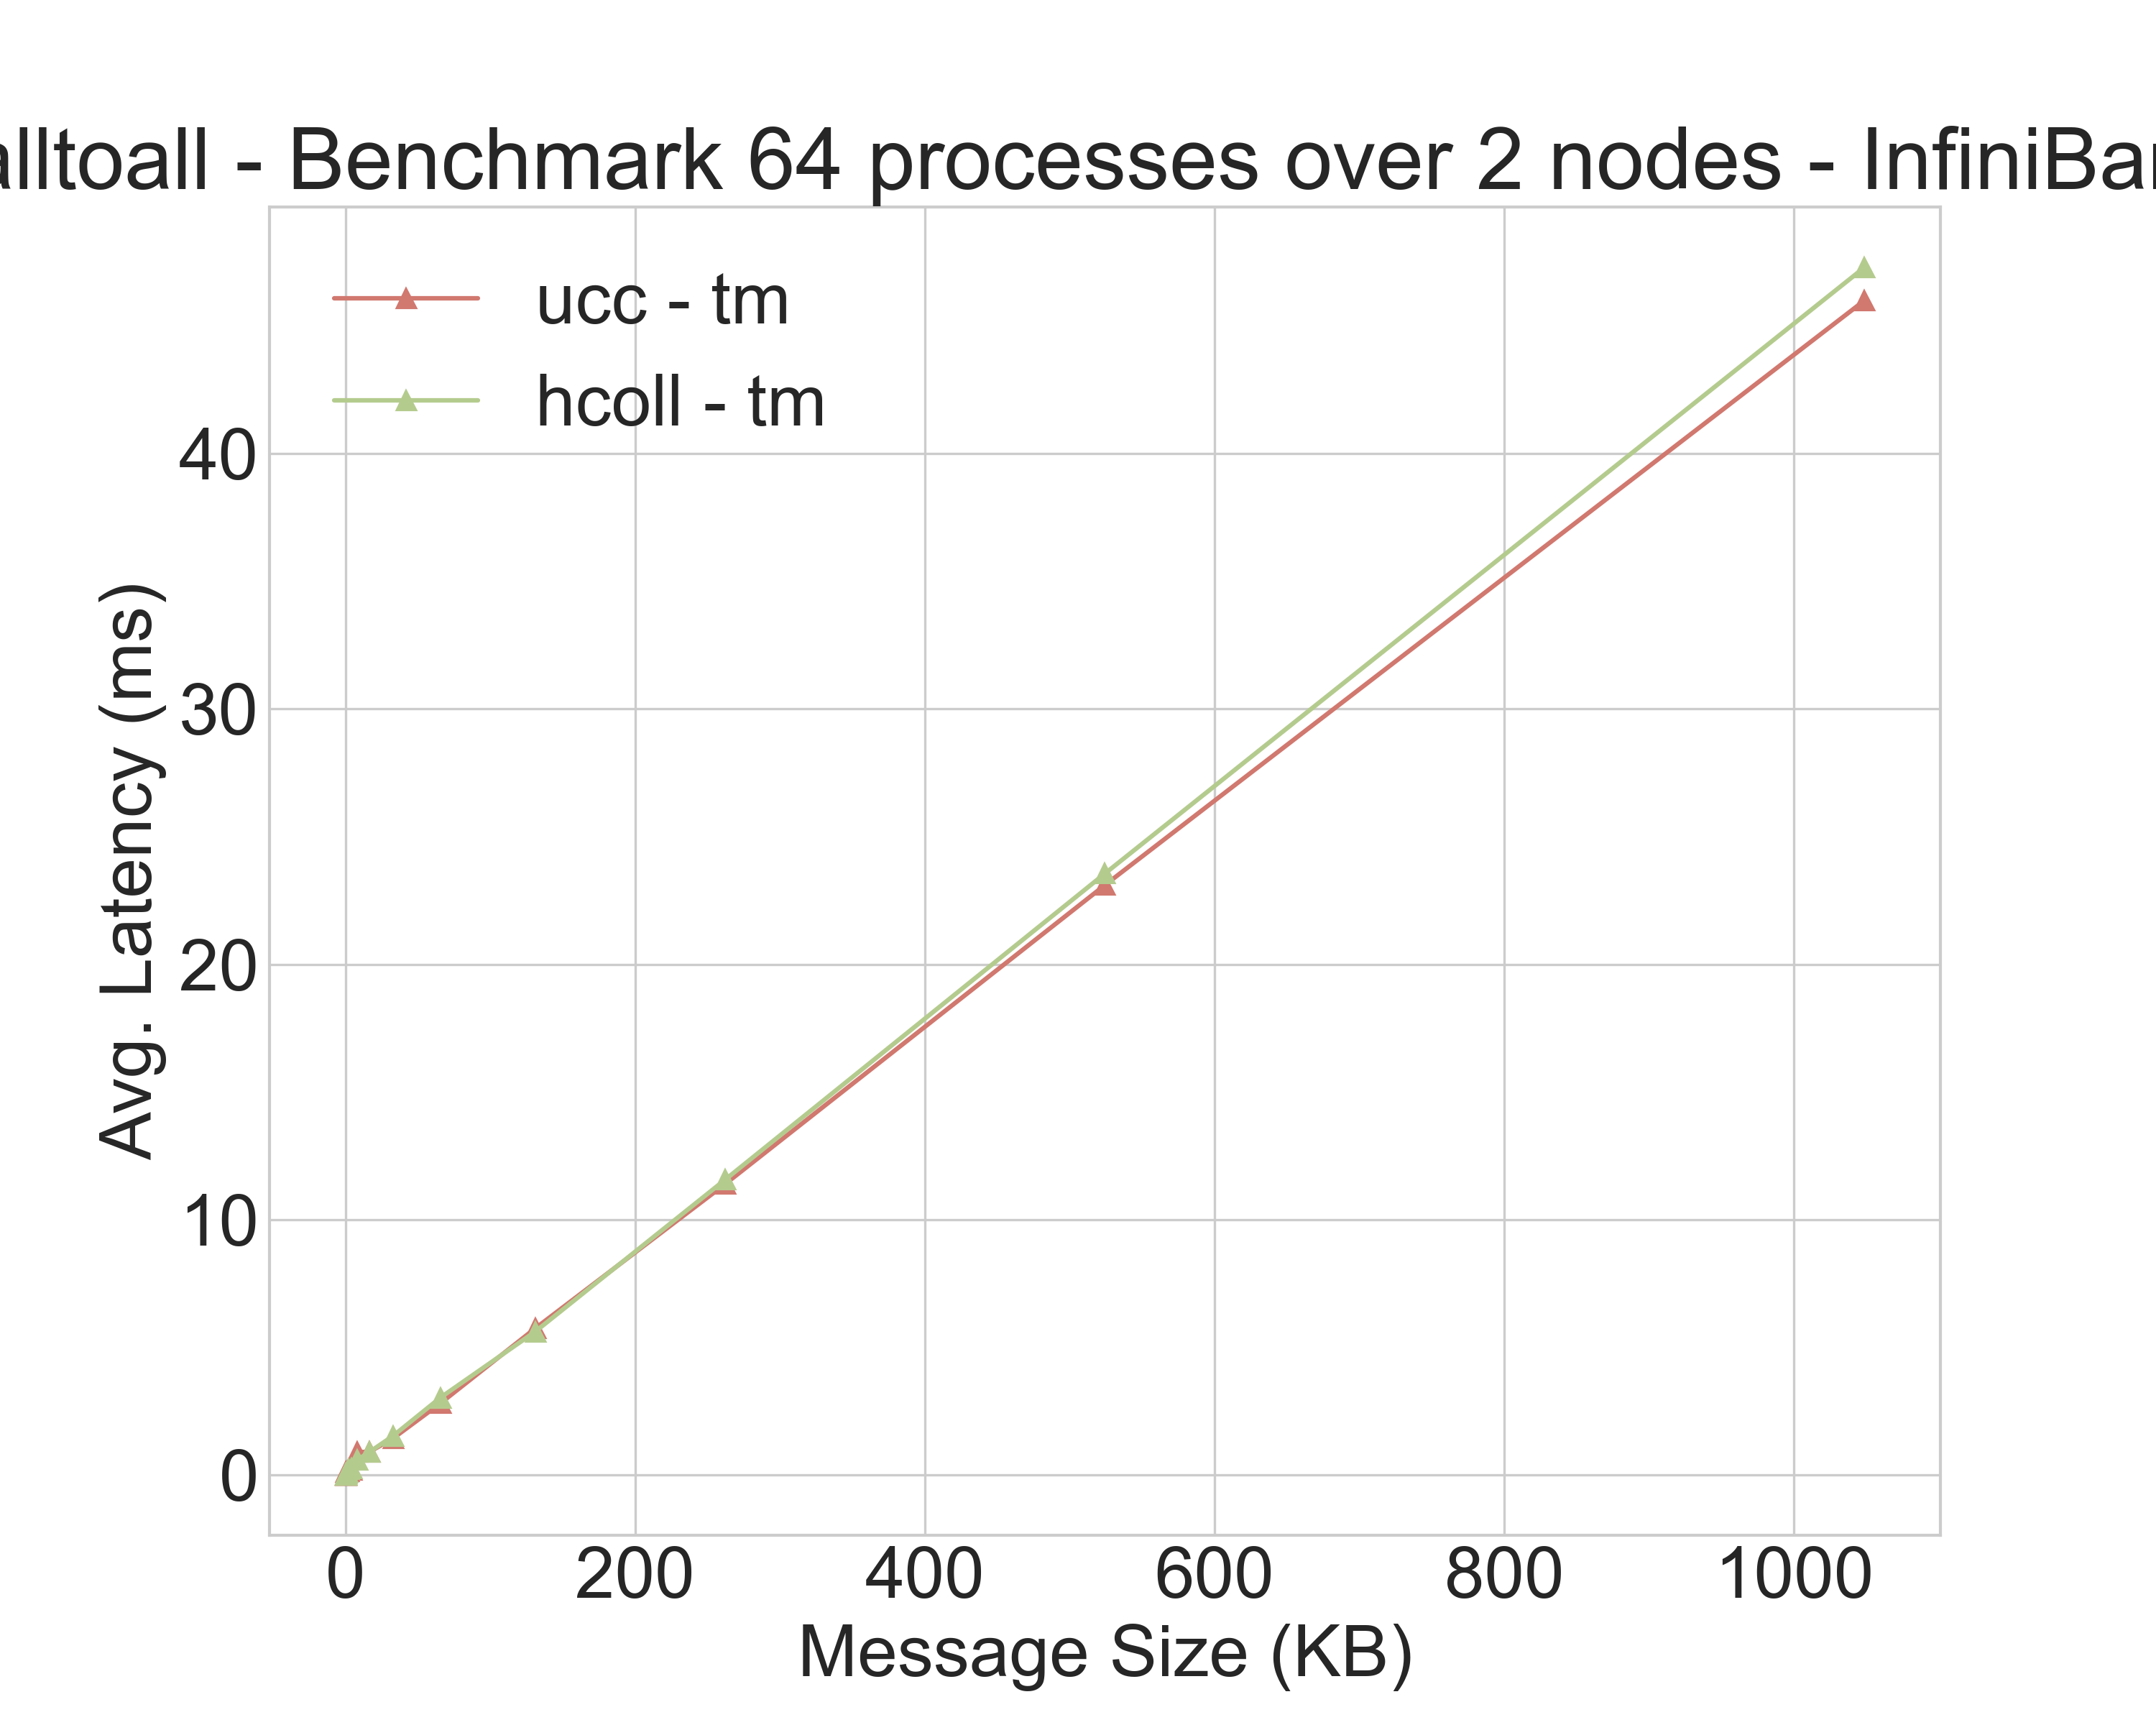 alltoall - Benchmark 64 processes over 2 nodes -
ucc - tm
hcoll - tm
40
30
20
10
0
Avg. Latency (ms)
0 200 400 600 800 1000
Message Size (KB)